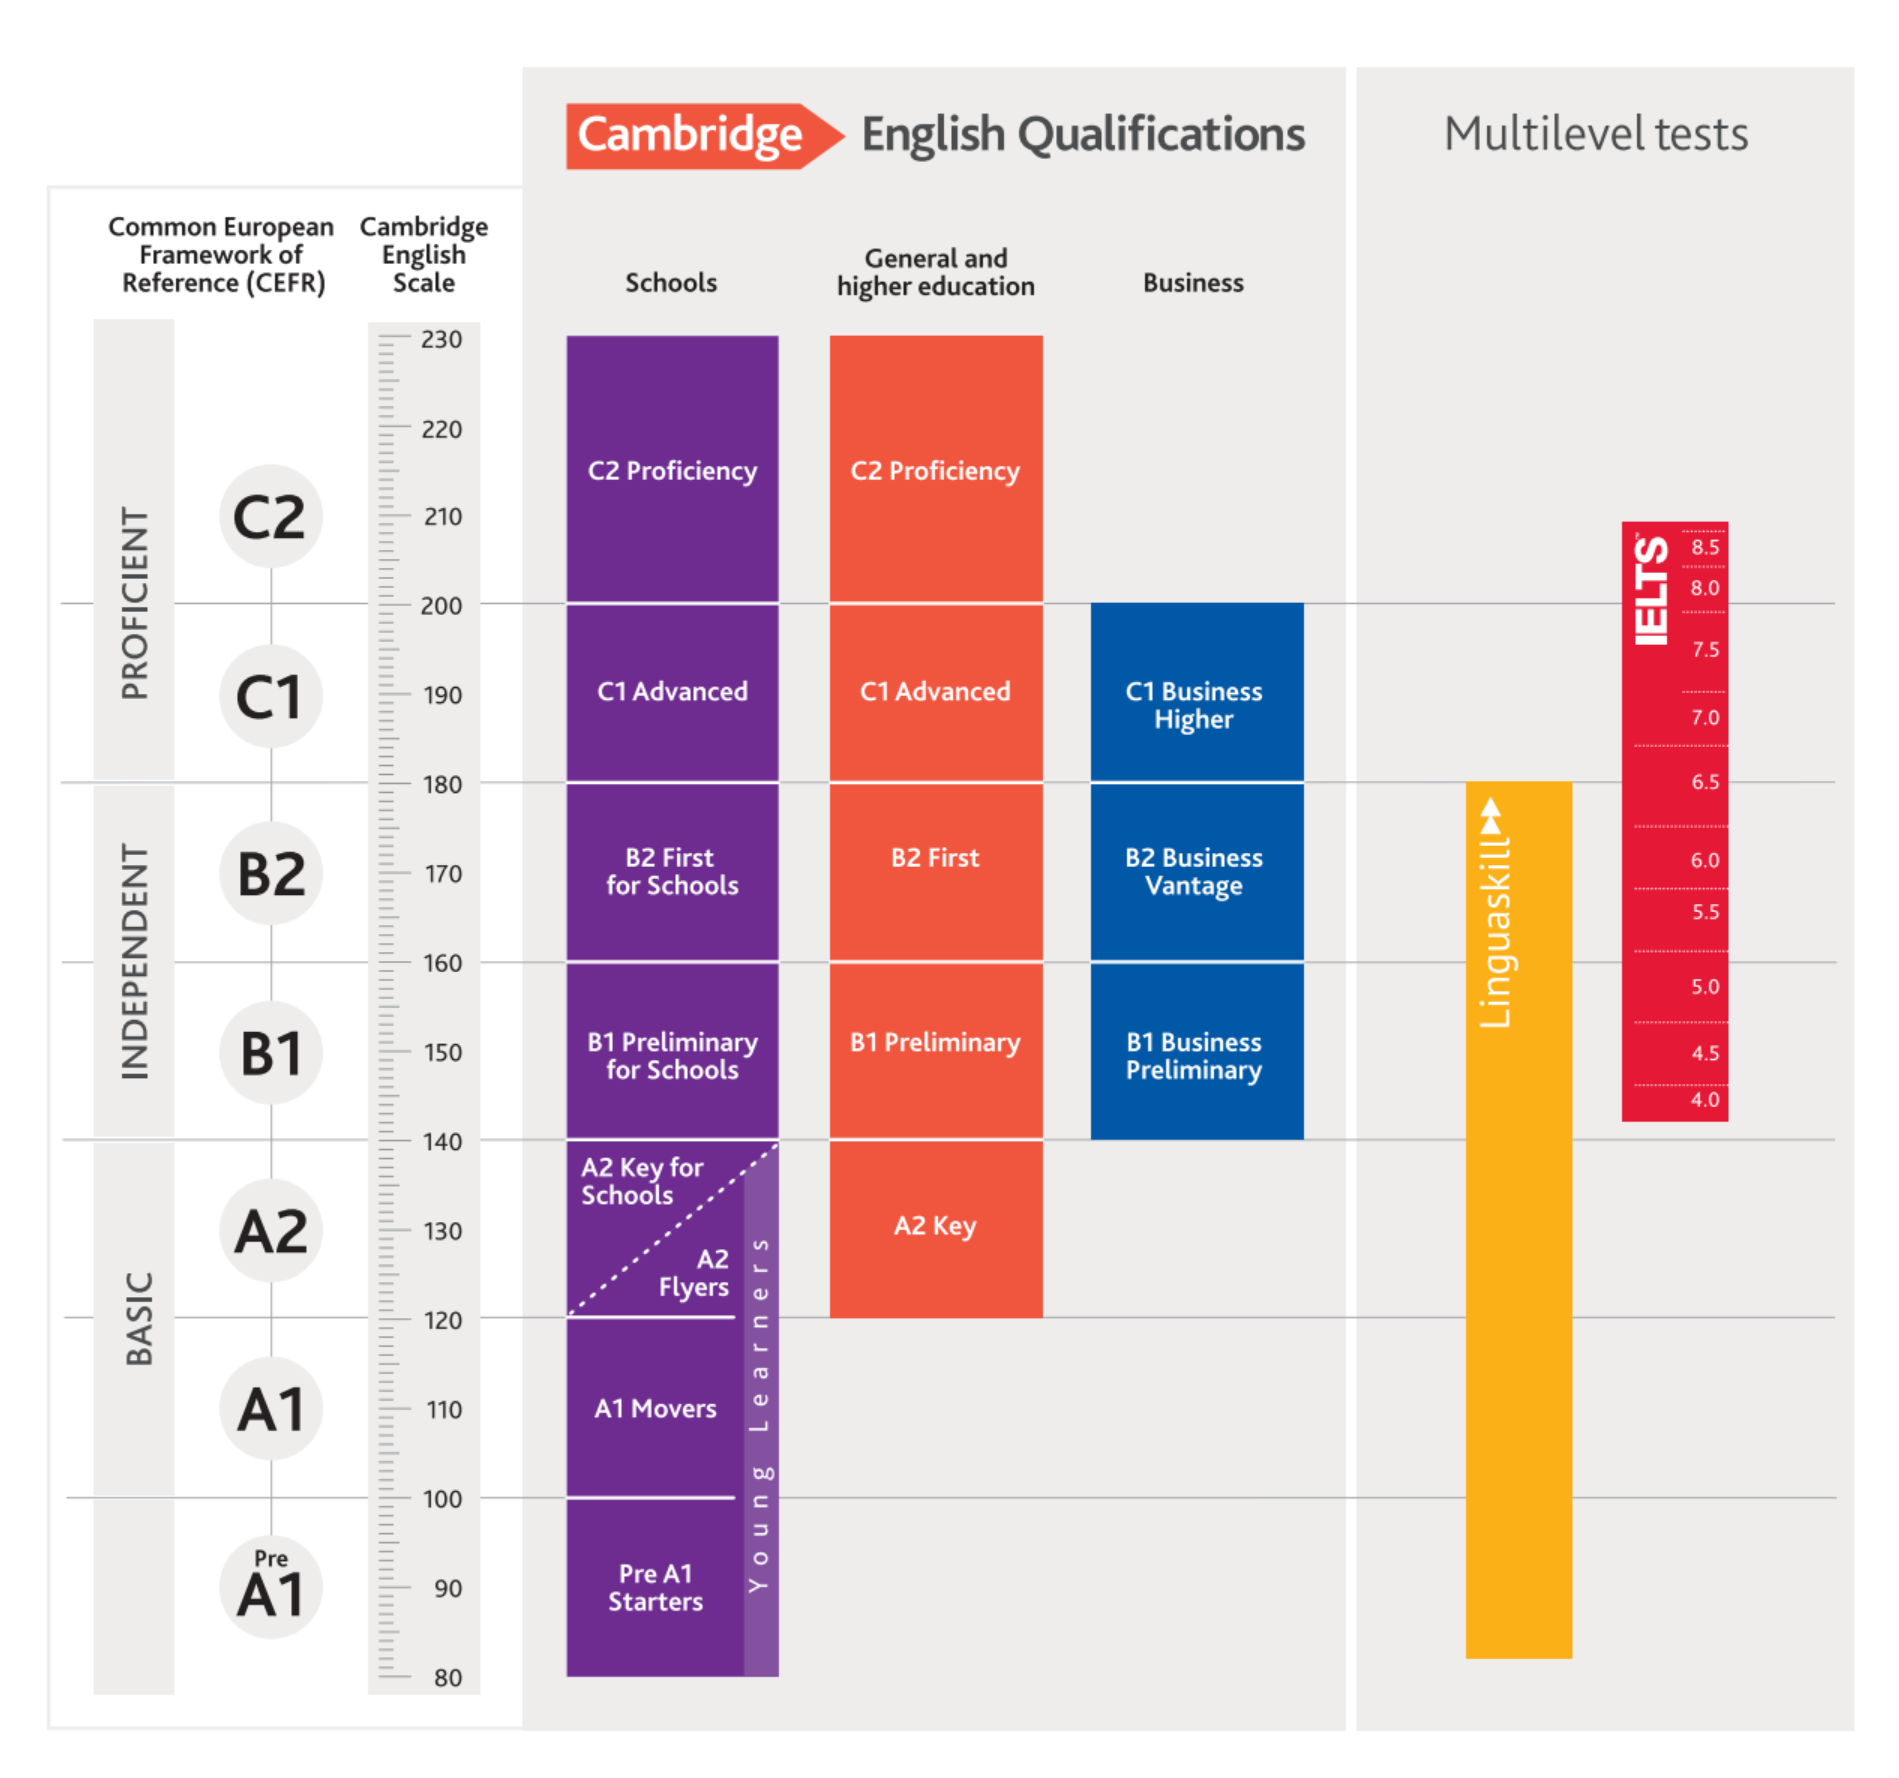 Cambridge English Qualifications
Multilevel tests
Common European
Framework of
Reference (CEFR)
Cambridge
English
Scale
Schools
General and
higher education
Business
PROFICIENT
INDEPENDENT
BASIC
C2
C1
B2
B1
A2
A1
Pre
A1
230
220
210
200
190
180
170
160
150
140
130
120
110
100
90
80
C2 Proficiency
C1 Advanced
B2 First
for Schools
B1 Preliminary
for Schools
A2 Key for
Schools
A2
Flyers
A1 Movers
Pre A1
Starters
Young Learners
C2 Proficiency
C1 Advanced
B2 First
B1 Preliminary
A2 Key
C1 Business
Higher
B2 Business
Vantage
B1 Business
Preliminary
Linguaskill
IELTS™
8.5
8.0
7.5
7.0
6.5
6.0
5.5
5.0
4.5
4.0